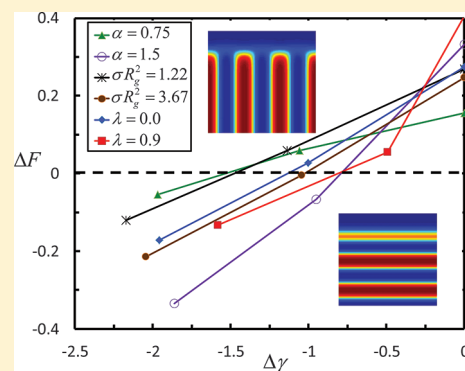 0.4
α = 0.75
α = 1.5
σR_g^2 = 1.22
σR_g^2 = 3.67
λ = 0.0
λ = 0.9
0.2
ΔF
0
-0.2
-0.4
-2.5 -2 -1.5 -1 -0.5 0
Δγ